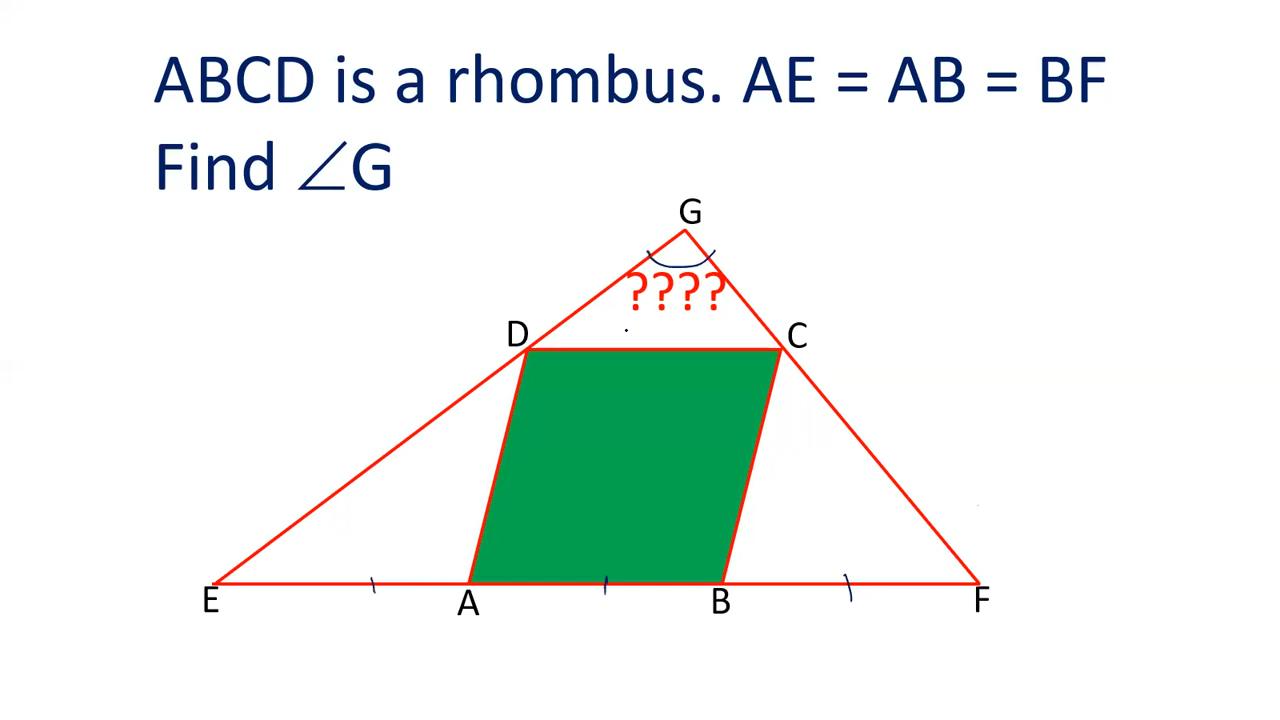 ABCD is a rhombus. AE = AB = BF
Find ∠G
G
????
D
C
E
A
B
F